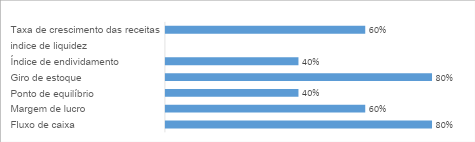 Taxa de crescimento das receitas 60%
indice de liquidez
Índice de endividamento 40%
Giro de estoque 80%
Ponto de equilíbrio 40%
Margem de lucro 60%
Fluxo de caixa 80%